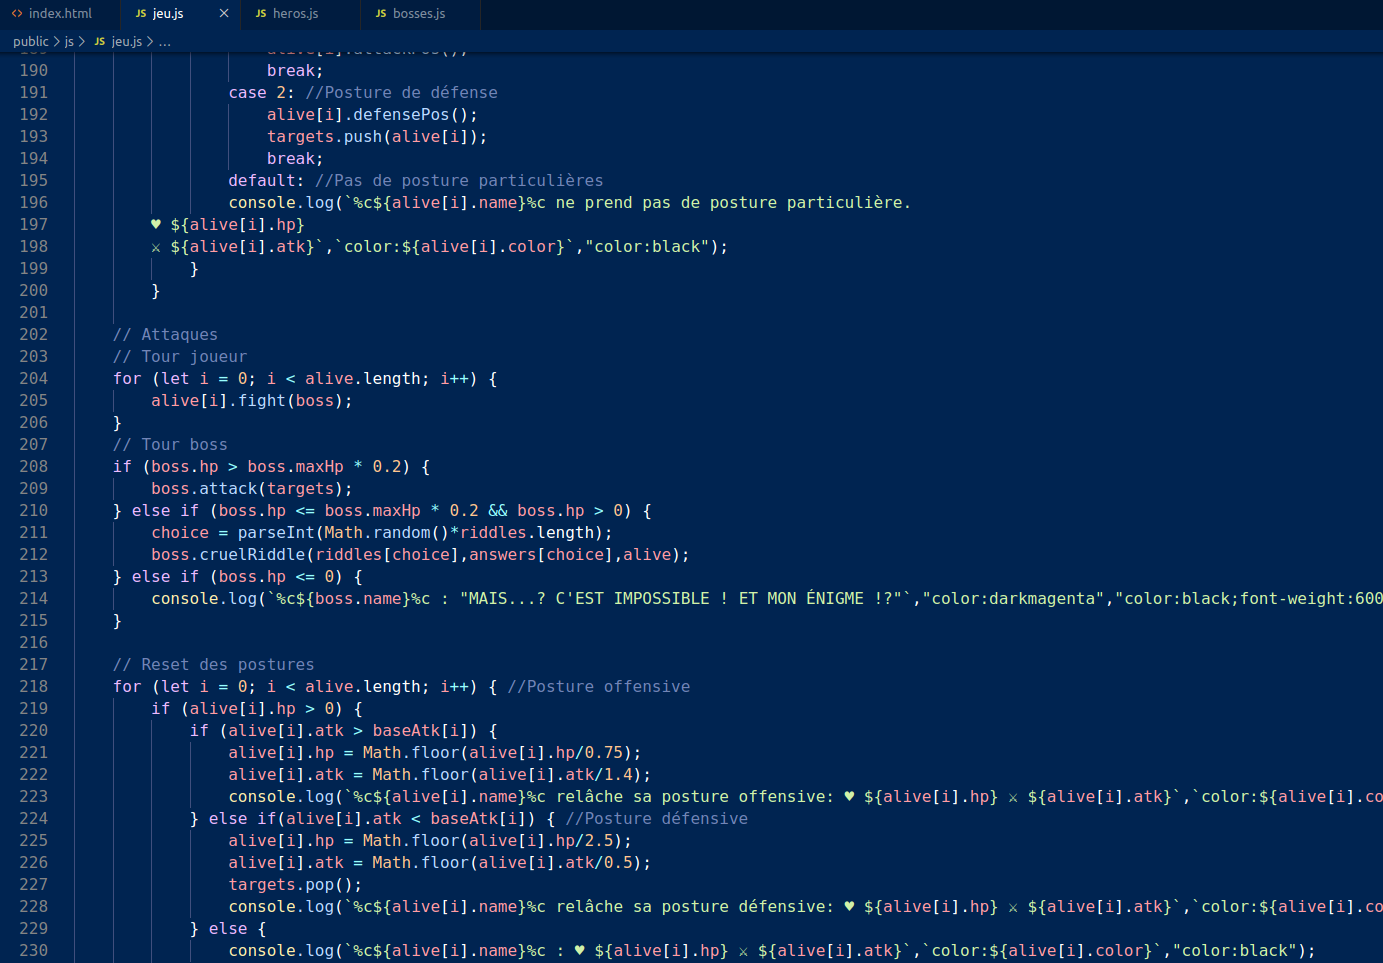 index.html
JS jeu.js ×
JS heros.js
JS bosses.js
public > js > JS jeu.js > ...
190 break;
191 case 2: //Posture de défense
192 alive[i].defensePos();
193 targets.push(alive[i]);
194 break;
195 default: //Pas de posture particulières
196 console.log(`%c${alive[i].name}%c ne prend pas de posture particulière.
197 ♥ ${alive[i].hp}
198 ⚔ ${alive[i].atk}`,`color:${alive[i].color}`,"color:black");
199 }
200 }
201
202 // Attaques
203 // Tour joueur
204 for (let i = 0; i < alive.length; i++) {
205 alive[i].fight(boss);
206 }
207 // Tour boss
208 if (boss.hp > boss.maxHp * 0.2) {
209 boss.attack(targets);
210 } else if (boss.hp <= boss.maxHp * 0.2 && boss.hp > 0) {
211 choice = parseInt(Math.random()*riddles.length);
212 boss.cruelRiddle(riddles[choice],answers[choice],alive);
213 } else if (boss.hp <= 0) {
214 console.log(`%c${boss.name}%c : "MAIS...? C'EST IMPOSSIBLE ! ET MON ÉNIGME !?"`,"color:darkmagenta","color:black;font-weight:600
215 }
216
217 // Reset des postures
218 for (let i = 0; i < alive.length; i++) { //Posture offensive
219 if (alive[i].hp > 0) {
220 if (alive[i].atk > baseAtk[i]) {
221 alive[i].hp = Math.floor(alive[i].hp/0.75);
222 alive[i].atk = Math.floor(alive[i].atk/1.4);
223 console.log(`%c${alive[i].name}%c relâche sa posture offensive: ♥ ${alive[i].hp} ⚔ ${alive[i].atk}`,`color:${alive[i].co
224 } else if(alive[i].atk < baseAtk[i]) { //Posture défensive
225 alive[i].hp = Math.floor(alive[i].hp/2.5);
226 alive[i].atk = Math.floor(alive[i].atk/0.5);
227 targets.pop();
228 console.log(`%c${alive[i].name}%c relâche sa posture défensive: ♥ ${alive[i].hp} ⚔ ${alive[i].atk}`,`color:${alive[i].co
229 } else {
230 console.log(`%c${alive[i].name}%c : ♥ ${alive[i].hp} ⚔ ${alive[i].atk}`,`color:${alive[i].color}`,"color:black");